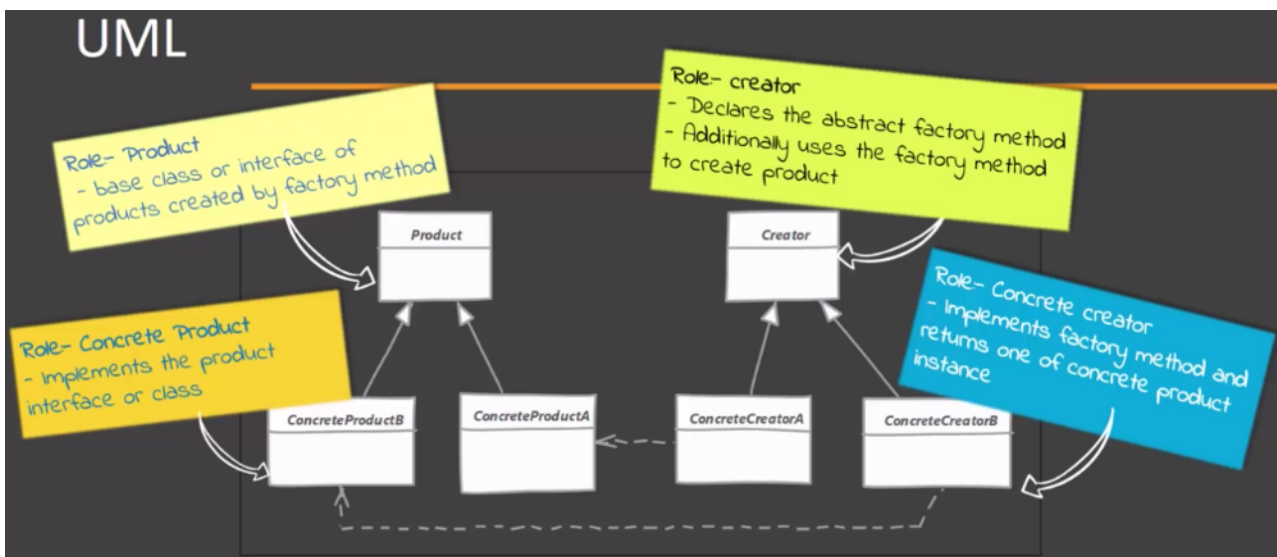 UML
Role- Product
- base class or interface of
products created by factory method
Role- creator
- Declares the abstract factory method
- Additionally uses the factory method
to create product
Product
Creator
Role- Concrete Product
- Implements the product
interface or class
Role- Concrete creator
- Implements factory method and
returns one of concrete product
instance
ConcreteProductB
ConcreteProductA
ConcreteCreatorA
ConcreteCreatorB